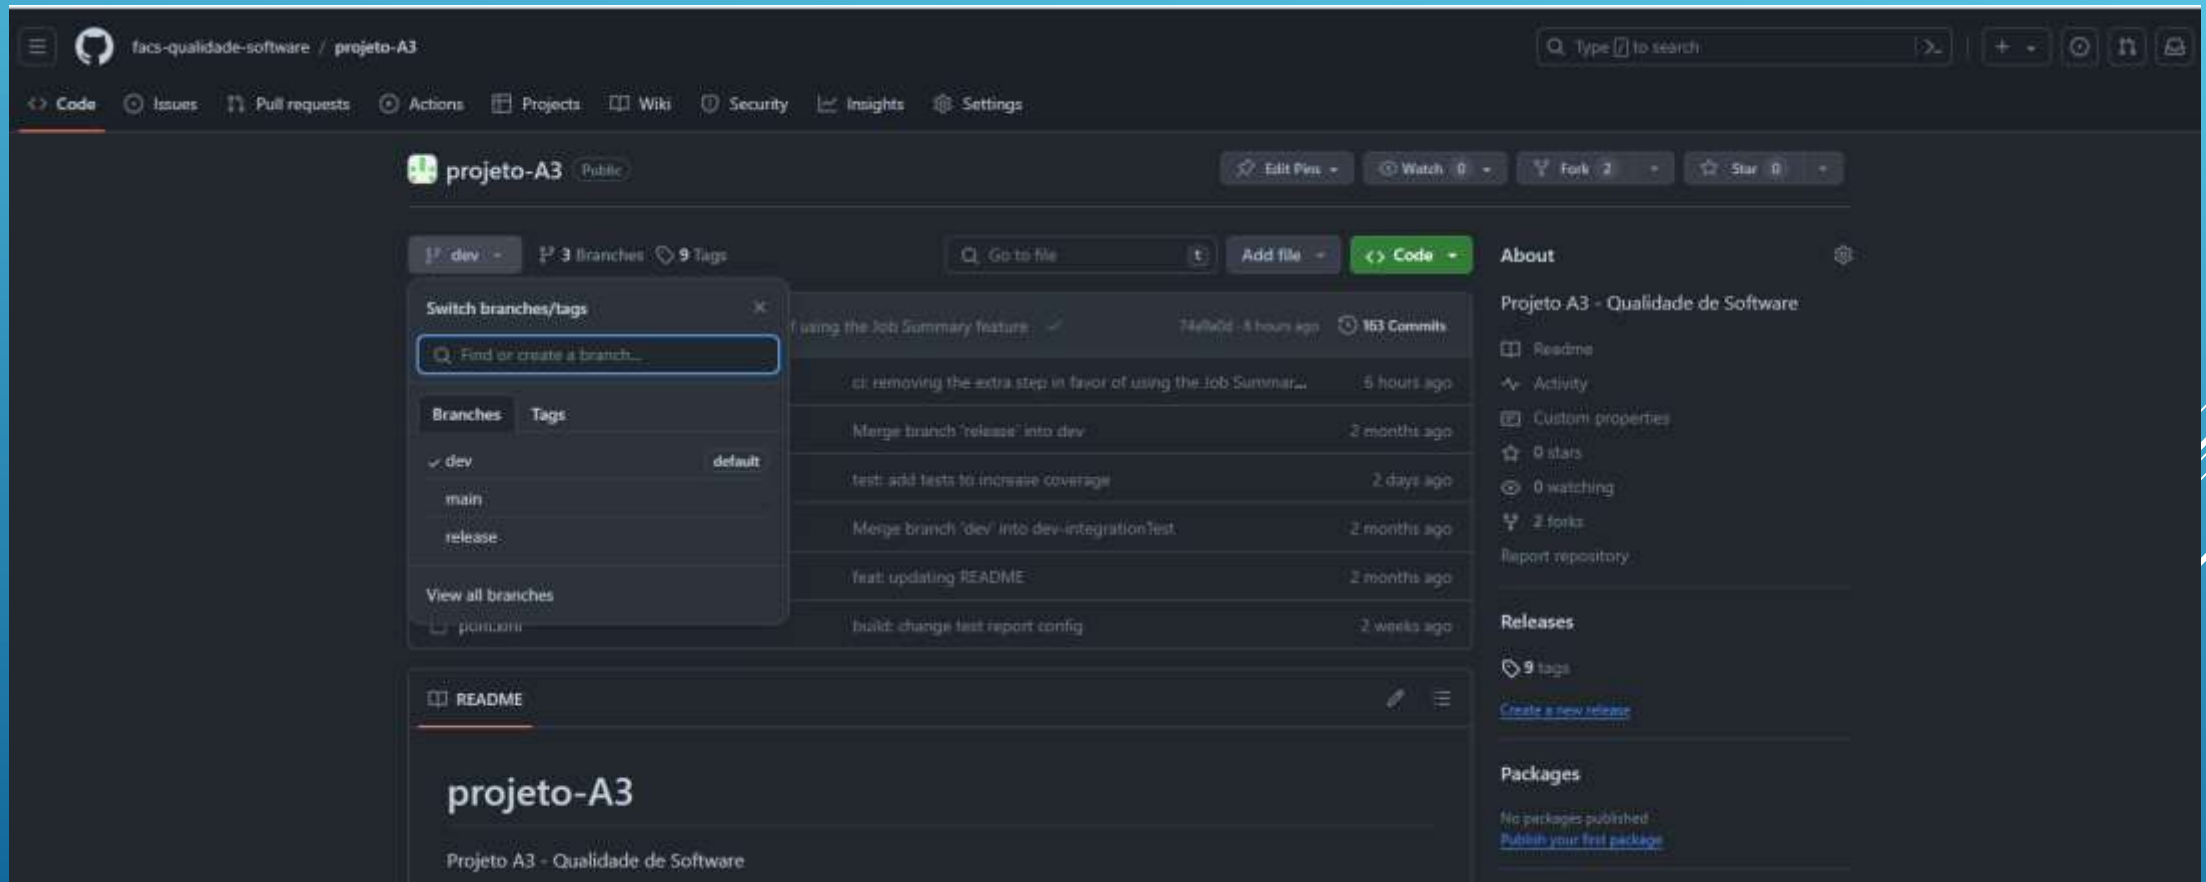 facs-qualidade-software / projeto-A3
Type / to search
Code Issues Pull requests Actions Projects Wiki Security Insights Settings
projeto-A3 Public
Edit Pins Watch 0 Fork 2 Star 0
dev 3 Branches 9 Tags
Go to file t Add file Code
Switch branches/tags
Find or create a branch...
Branches Tags
dev default
main
release
View all branches
using the Job Summary feature 6 hours ago 163 Commits
ci: removing the extra step in favor of using the Job Summar... 6 hours ago
Merge branch 'release' into dev 2 months ago
test: add tests to increase coverage 2 days ago
Merge branch 'dev' into dev-integrationTest 2 months ago
feat: updating README 2 months ago
pom.xml build: change test report config 2 weeks ago
README
projeto-A3
Projeto A3 - Qualidade de Software
About
Projeto A3 - Qualidade de Software
Readme
Activity
Custom properties
0 stars
0 watching
2 forks
Report repository
Releases
9 tags
Create a new release
Packages
No packages published
Publish your first package